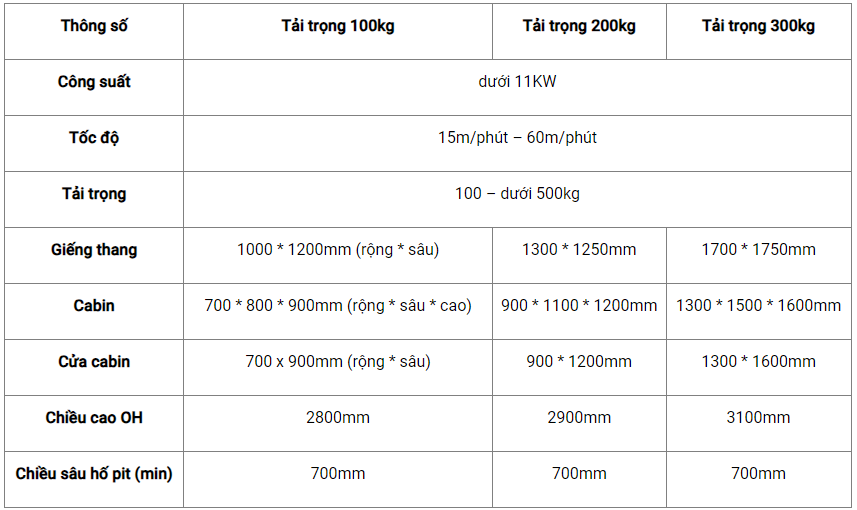 Thông số Tải trọng 100kg Tải trọng 200kg Tải trọng 300kg
Công suất dưới 11KW
Tốc độ 15m/phút – 60m/phút
Tải trọng 100 – dưới 500kg
Giếng thang 1000 * 1200mm (rộng * sâu) 1300 * 1250mm 1700 * 1750mm
Cabin 700 * 800 * 900mm (rộng * sâu * cao) 900 * 1100 * 1200mm 1300 * 1500 * 1600mm
Cửa cabin 700 x 900mm (rộng * sâu) 900 * 1200mm 1300 * 1600mm
Chiều cao OH 2800mm 2900mm 3100mm
Chiều sâu hố pit (min) 700mm 700mm 700mm